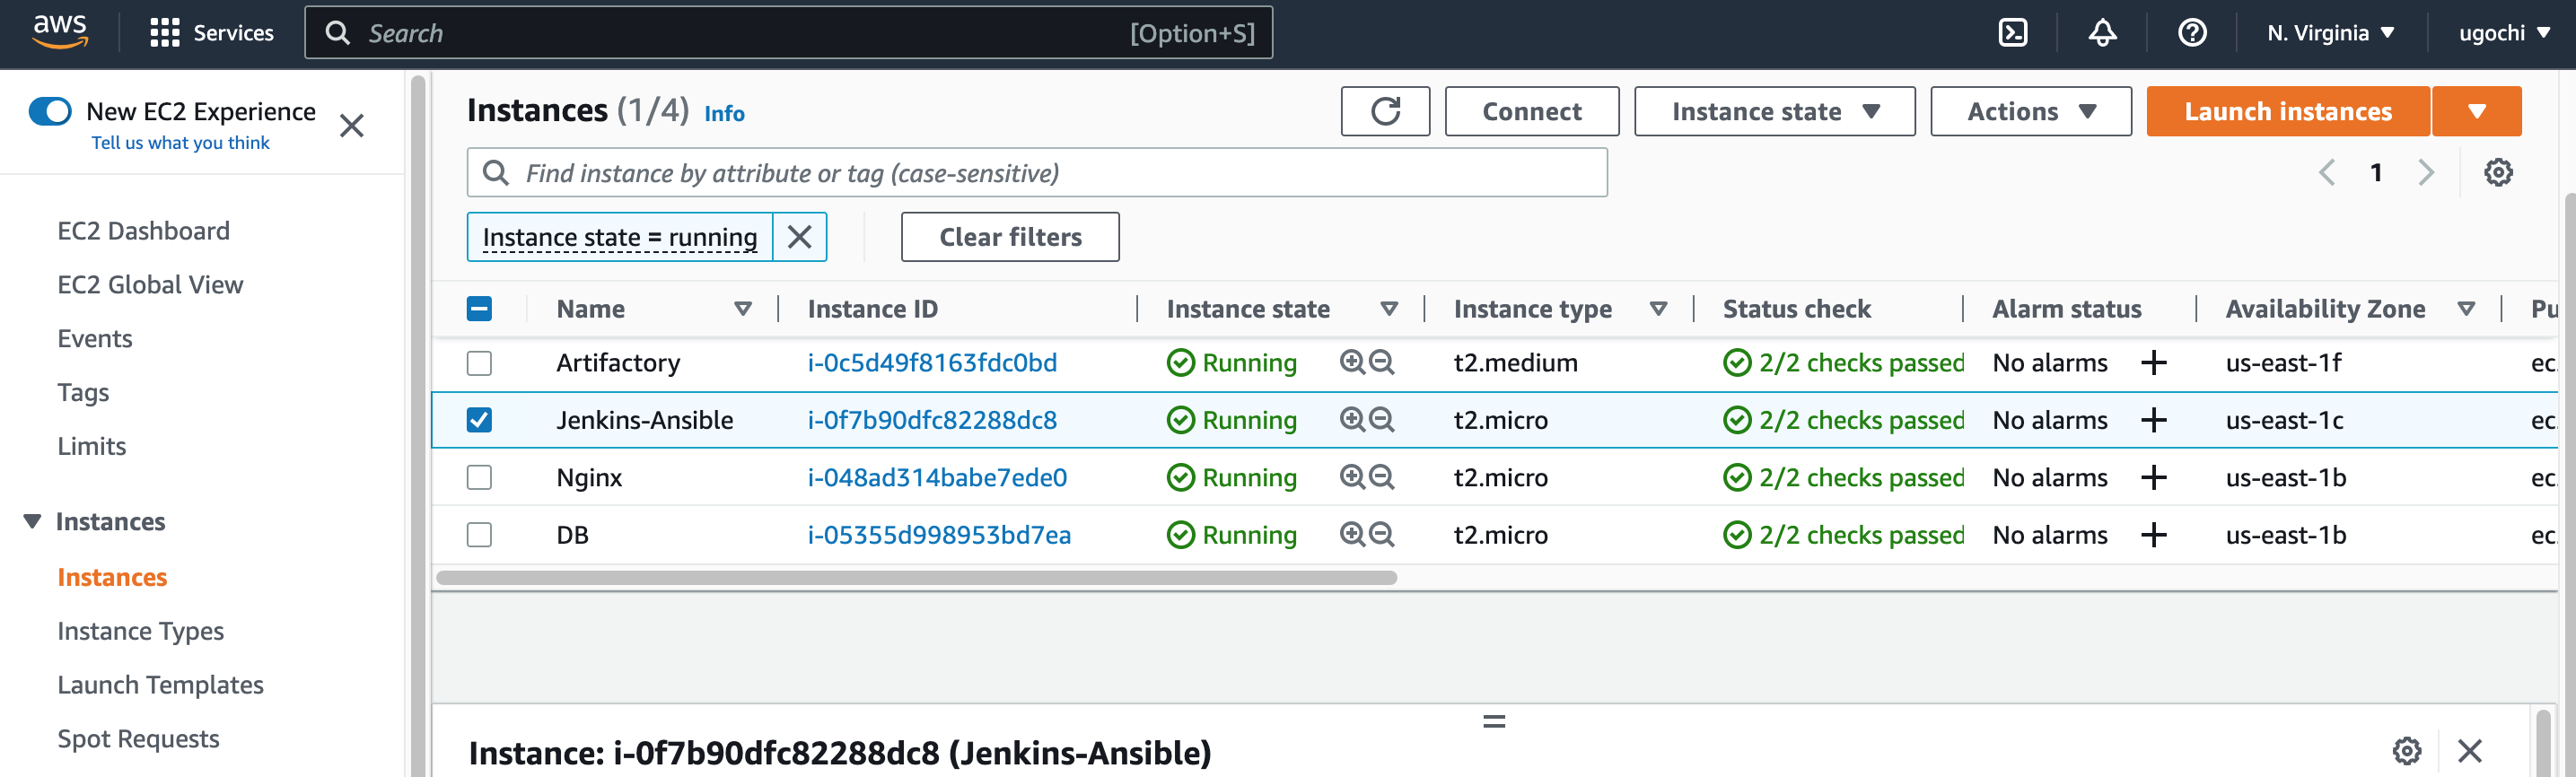 aws
Services
Search [Option+S]
N. Virginia
ugochi
New EC2 Experience
Tell us what you think
EC2 Dashboard
EC2 Global View
Events
Tags
Limits
Instances
Instances
Instance Types
Launch Templates
Spot Requests
Instances (1/4) Info
Connect
Instance state
Actions
Launch instances
Find instance by attribute or tag (case-sensitive)
1
Instance state = running
Clear filters
Name Instance ID Instance state Instance type Status check Alarm status Availability Zone Pu
Artifactory i-0c5d49f8163fdc0bd Running t2.medium 2/2 checks passed No alarms + us-east-1f ec
Jenkins-Ansible i-0f7b90dfc82288dc8 Running t2.micro 2/2 checks passed No alarms + us-east-1c ec
Nginx i-048ad314babe7ede0 Running t2.micro 2/2 checks passed No alarms + us-east-1b ec
DB i-05355d998953bd7ea Running t2.micro 2/2 checks passed No alarms + us-east-1b ec
Instance: i-0f7b90dfc82288dc8 (Jenkins-Ansible)